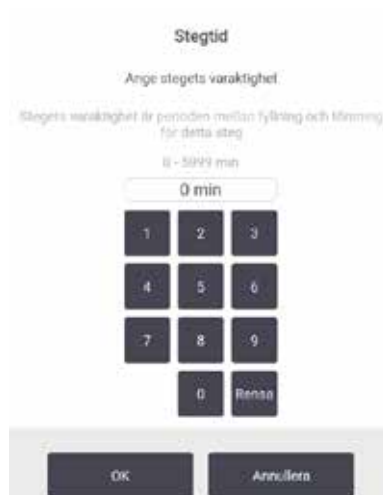 Stegtid
Ange stegets varaktighet
Stegets varaktighet är perioden mellan fyllning och tömning
för detta steg
0 - 5999 min
0 min
1 2 3
4 5 6
7 8 9
0 Rensa
OK Annullera